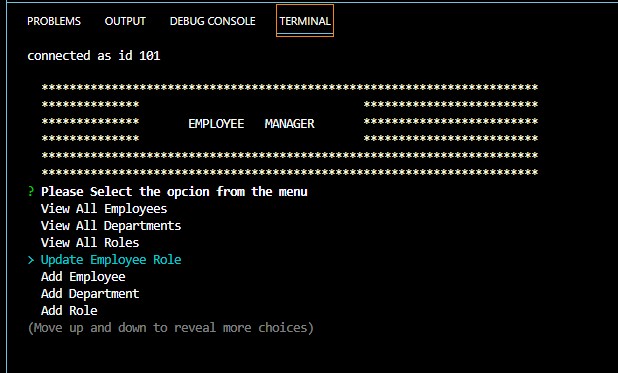 PROBLEMS OUTPUT DEBUG CONSOLE TERMINAL
connected as id 101
***********************************************************************
************** *************************
************** EMPLOYEE MANAGER *************************
************** *************************
***********************************************************************
***********************************************************************
? Please Select the opcion from the menu
View All Employees
View All Departments
View All Roles
> Update Employee Role
Add Employee
Add Department
Add Role
(Move up and down to reveal more choices)